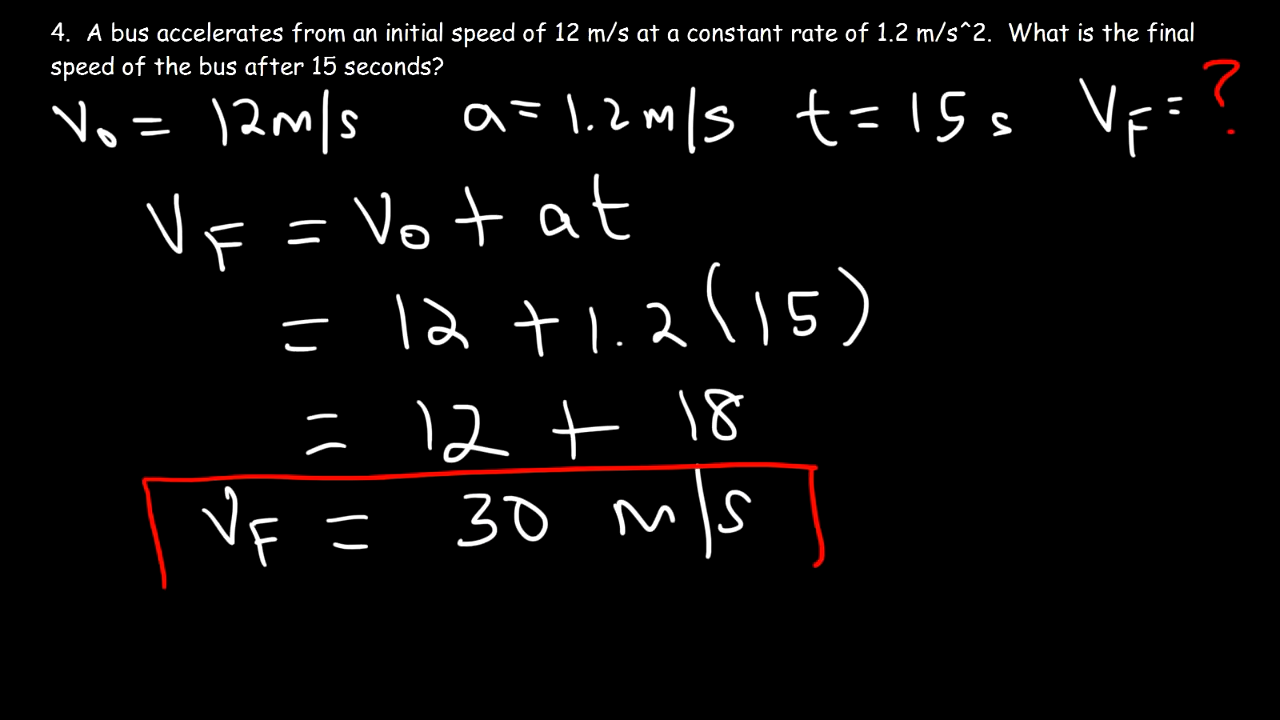 4. A bus accelerates from an initial speed of 12 m/s at a constant rate of 1.2 m/s^2. What is the final
speed of the bus after 15 seconds?
V₀ = 12 m/s a = 1.2 m/s t = 15 s V_F = ?
V_F = V₀ + at
= 12 + 1.2(15)
= 12 + 18
V_F = 30 m/s